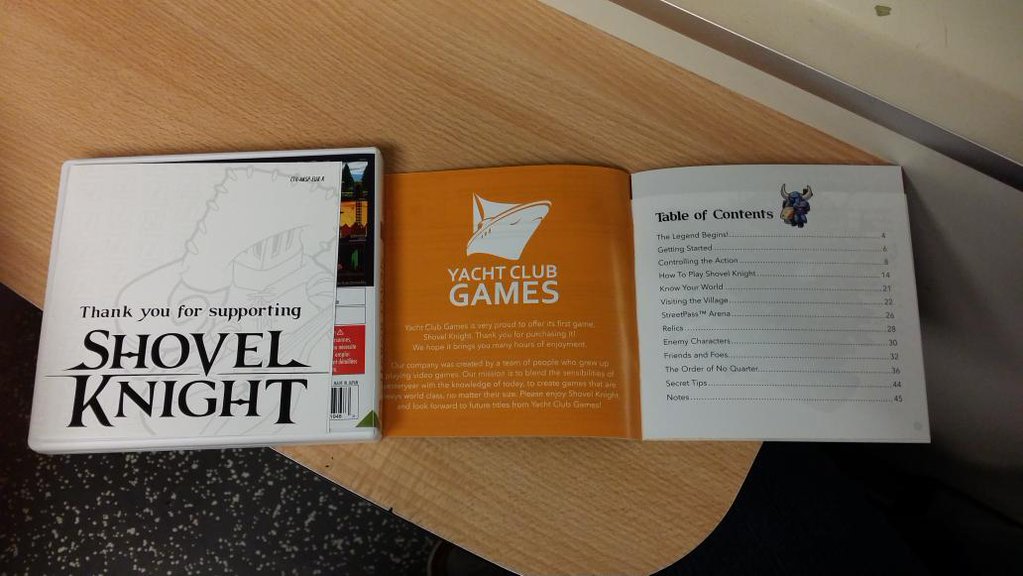 CTR-AKSP-EUR-X
Thank you for supporting
SHOVEL
KNIGHT
MADE IN JAPAN
YACHT CLUB
GAMES
Yacht Club Games is very proud to offer its first game,
Shovel Knight. Thank you for purchasing it!
We hope it brings you many hours of enjoyment.
Our company was created by a team of people who grew up
playing video games. Our mission is to blend the sensibilities of
yesteryear with the knowledge of today, to create games that are
always world class, no matter their size. Please enjoy Shovel Knight,
and look forward to future titles from Yacht Club Games!
Table of Contents
The Legend Begins! 4
Getting Started 6
Controlling the Action 8
How To Play Shovel Knight 14
Know Your World 21
Visiting the Village 22
StreetPass™ Arena 26
Relics 28
Enemy Characters 30
Friends and Foes 32
The Order of No Quarter 36
Secret Tips 44
Notes 45